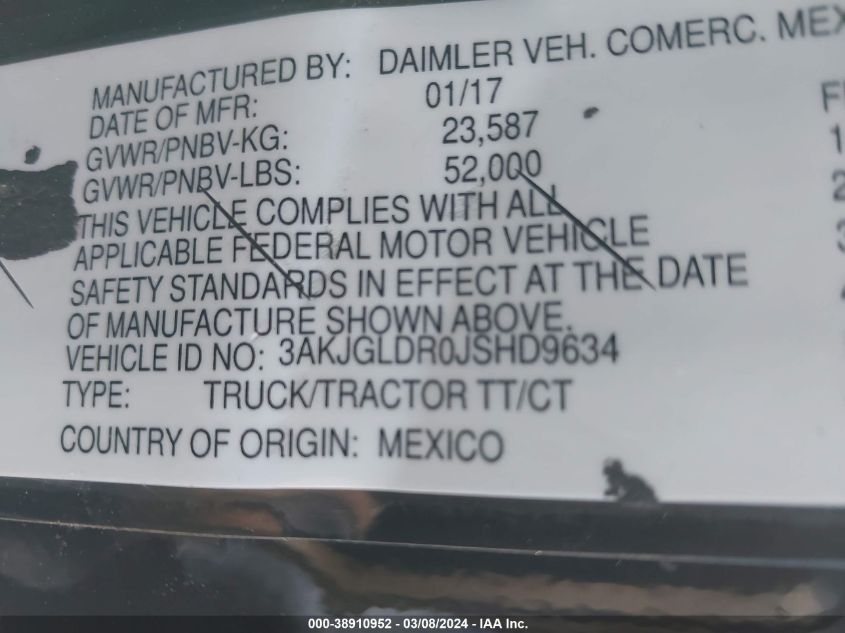 MANUFACTURED BY: DAIMLER VEH. COMERC. MEX
DATE OF MFR: 01/17
GVWR/PNBV-KG: 23,587
GVWR/PNBV-LBS: 52,000
THIS VEHICLE COMPLIES WITH ALL
APPLICABLE FEDERAL MOTOR VEHICLE
SAFETY STANDARDS IN EFFECT AT THE DATE
OF MANUFACTURE SHOWN ABOVE.
VEHICLE ID NO: 3AKJGLDR0JSHD9634
TYPE: TRUCK/TRACTOR TT/CT
COUNTRY OF ORIGIN: MEXICO
000-38910952 - 03/08/2024 - IAA Inc.